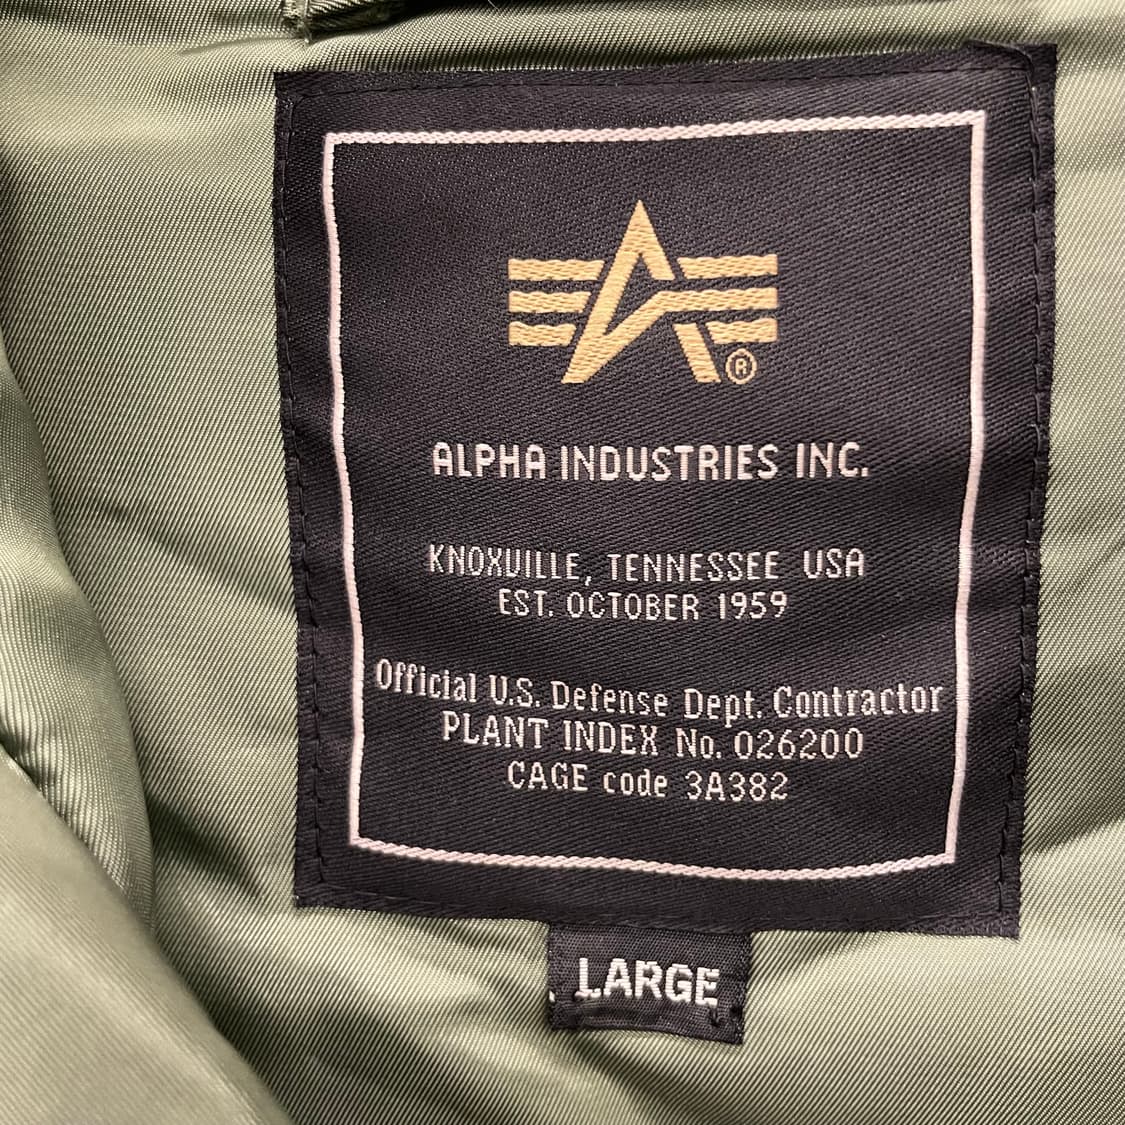 ®
ALPHA INDUSTRIES INC.
KNOXVILLE, TENNESSEE USA
EST. OCTOBER 1959
Official U.S. Defense Dept. Contractor
PLANT INDEX No. 026200
CAGE code 3A382
LARGE